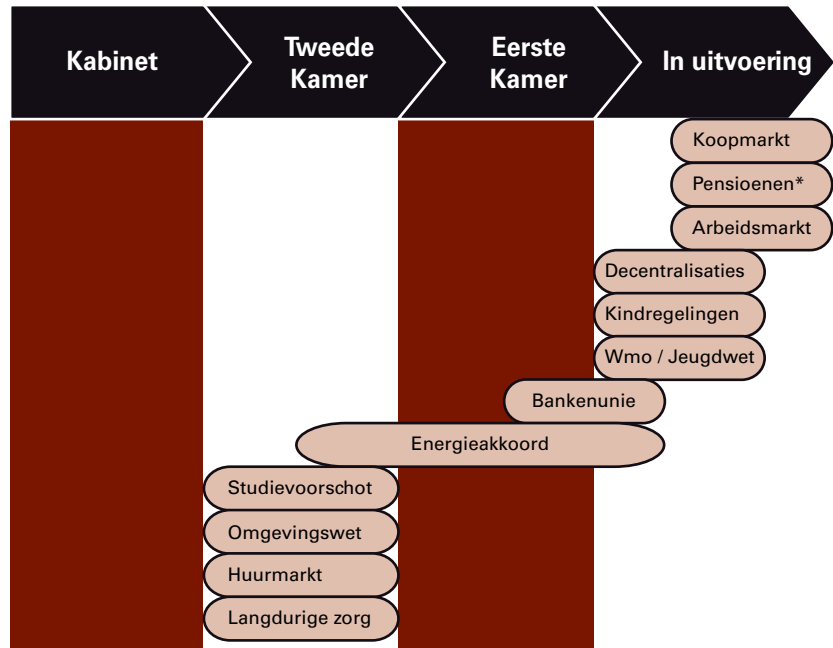 Kabinet
Tweede
Kamer
Eerste
Kamer
In uitvoering
Koopmarkt
Pensioenen*
Arbeidsmarkt
Decentralisaties
Kindregelingen
Wmo / Jeugdwet
Bankenunie
Energieakkoord
Studievoorschot
Omgevingswet
Huurmarkt
Langdurige zorg